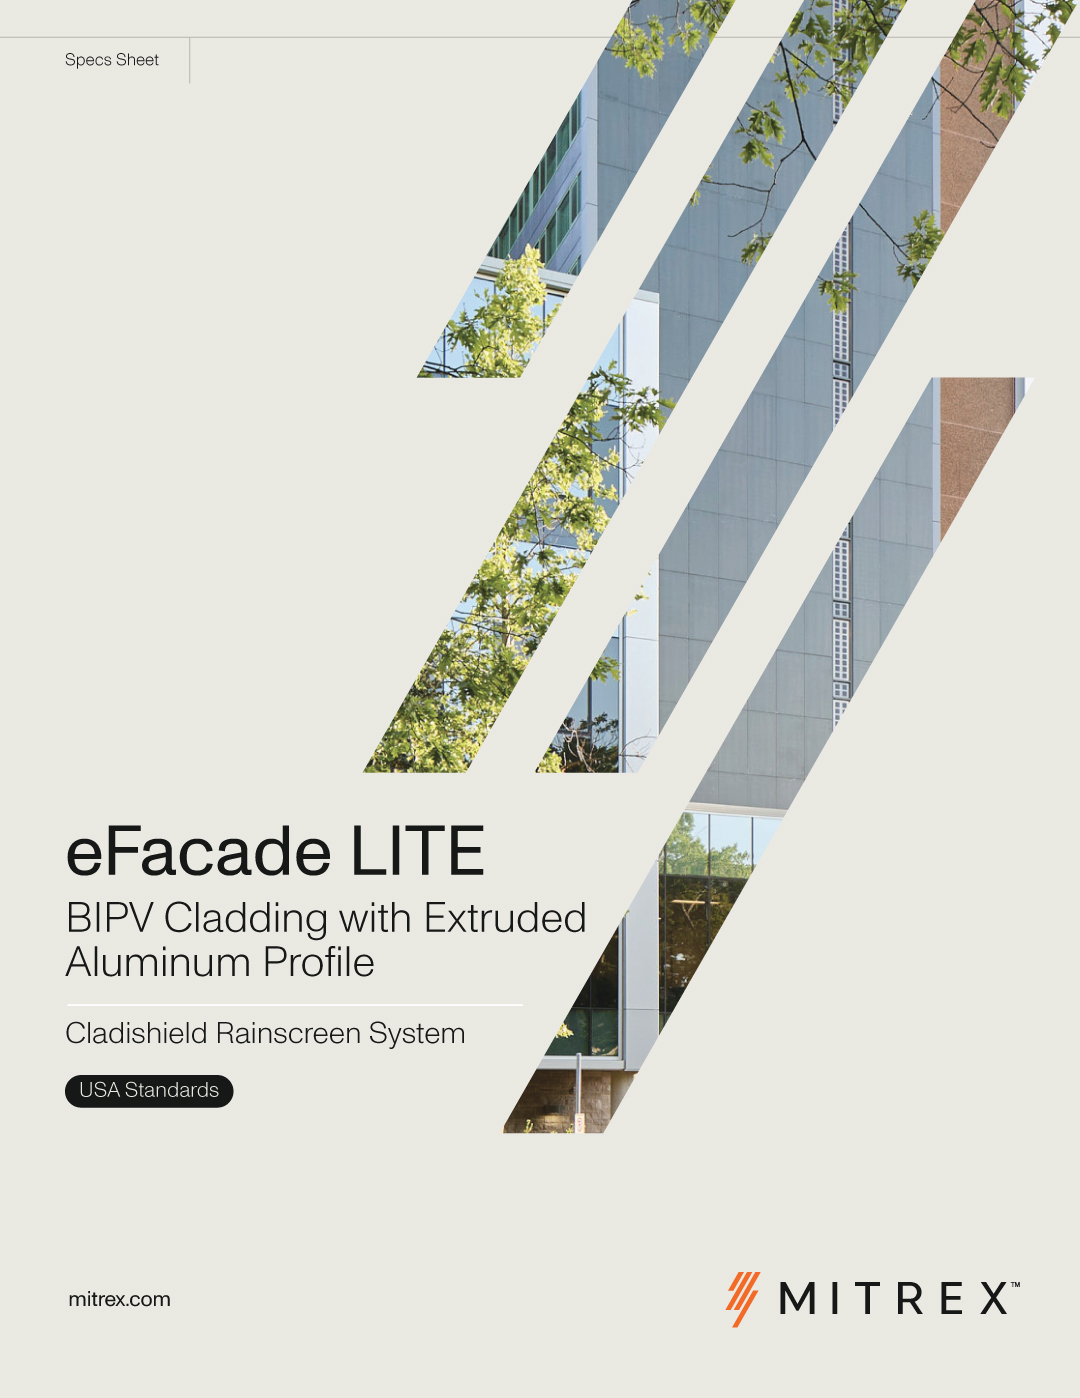 Specs Sheet
eFacade LITE
BIPV Cladding with Extruded
Aluminum Profile
Cladishield Rainscreen System
USA Standards
mitrex.com
MITREX™